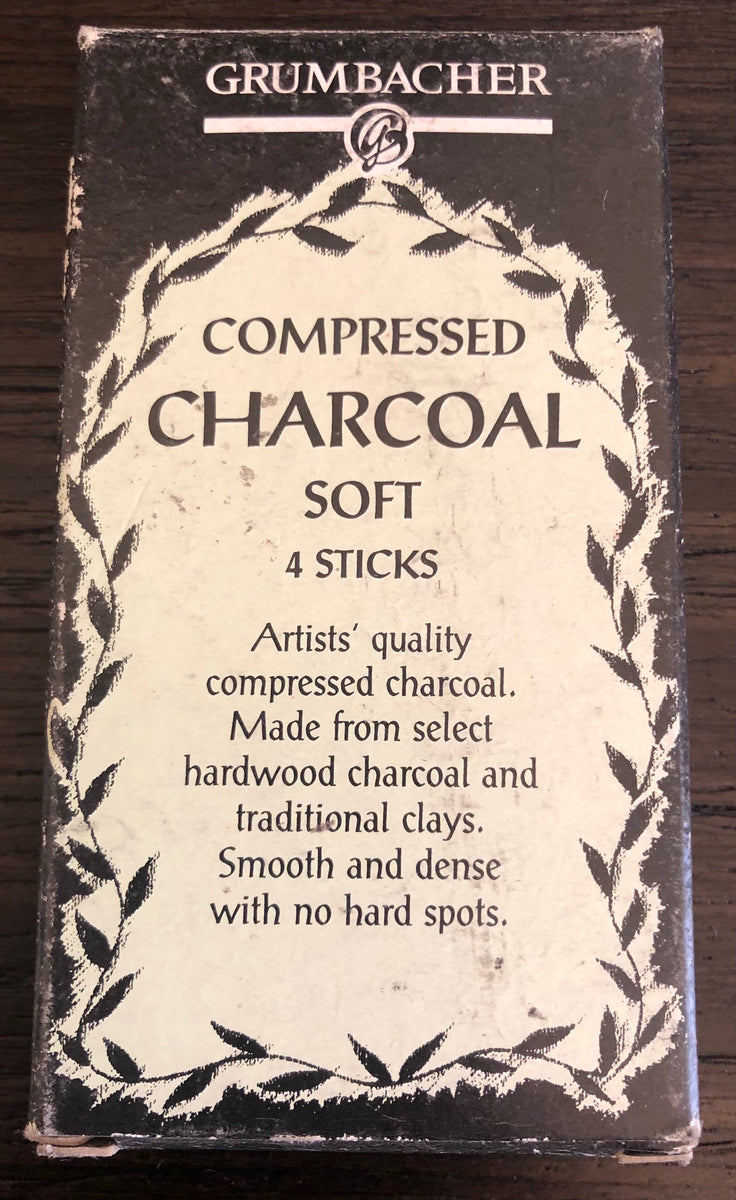 GRUMBACHER
G
COMPRESSED
CHARCOAL
SOFT
4 STICKS
Artists' quality
compressed charcoal.
Made from select
hardwood charcoal and
traditional clays.
Smooth and dense
with no hard spots.